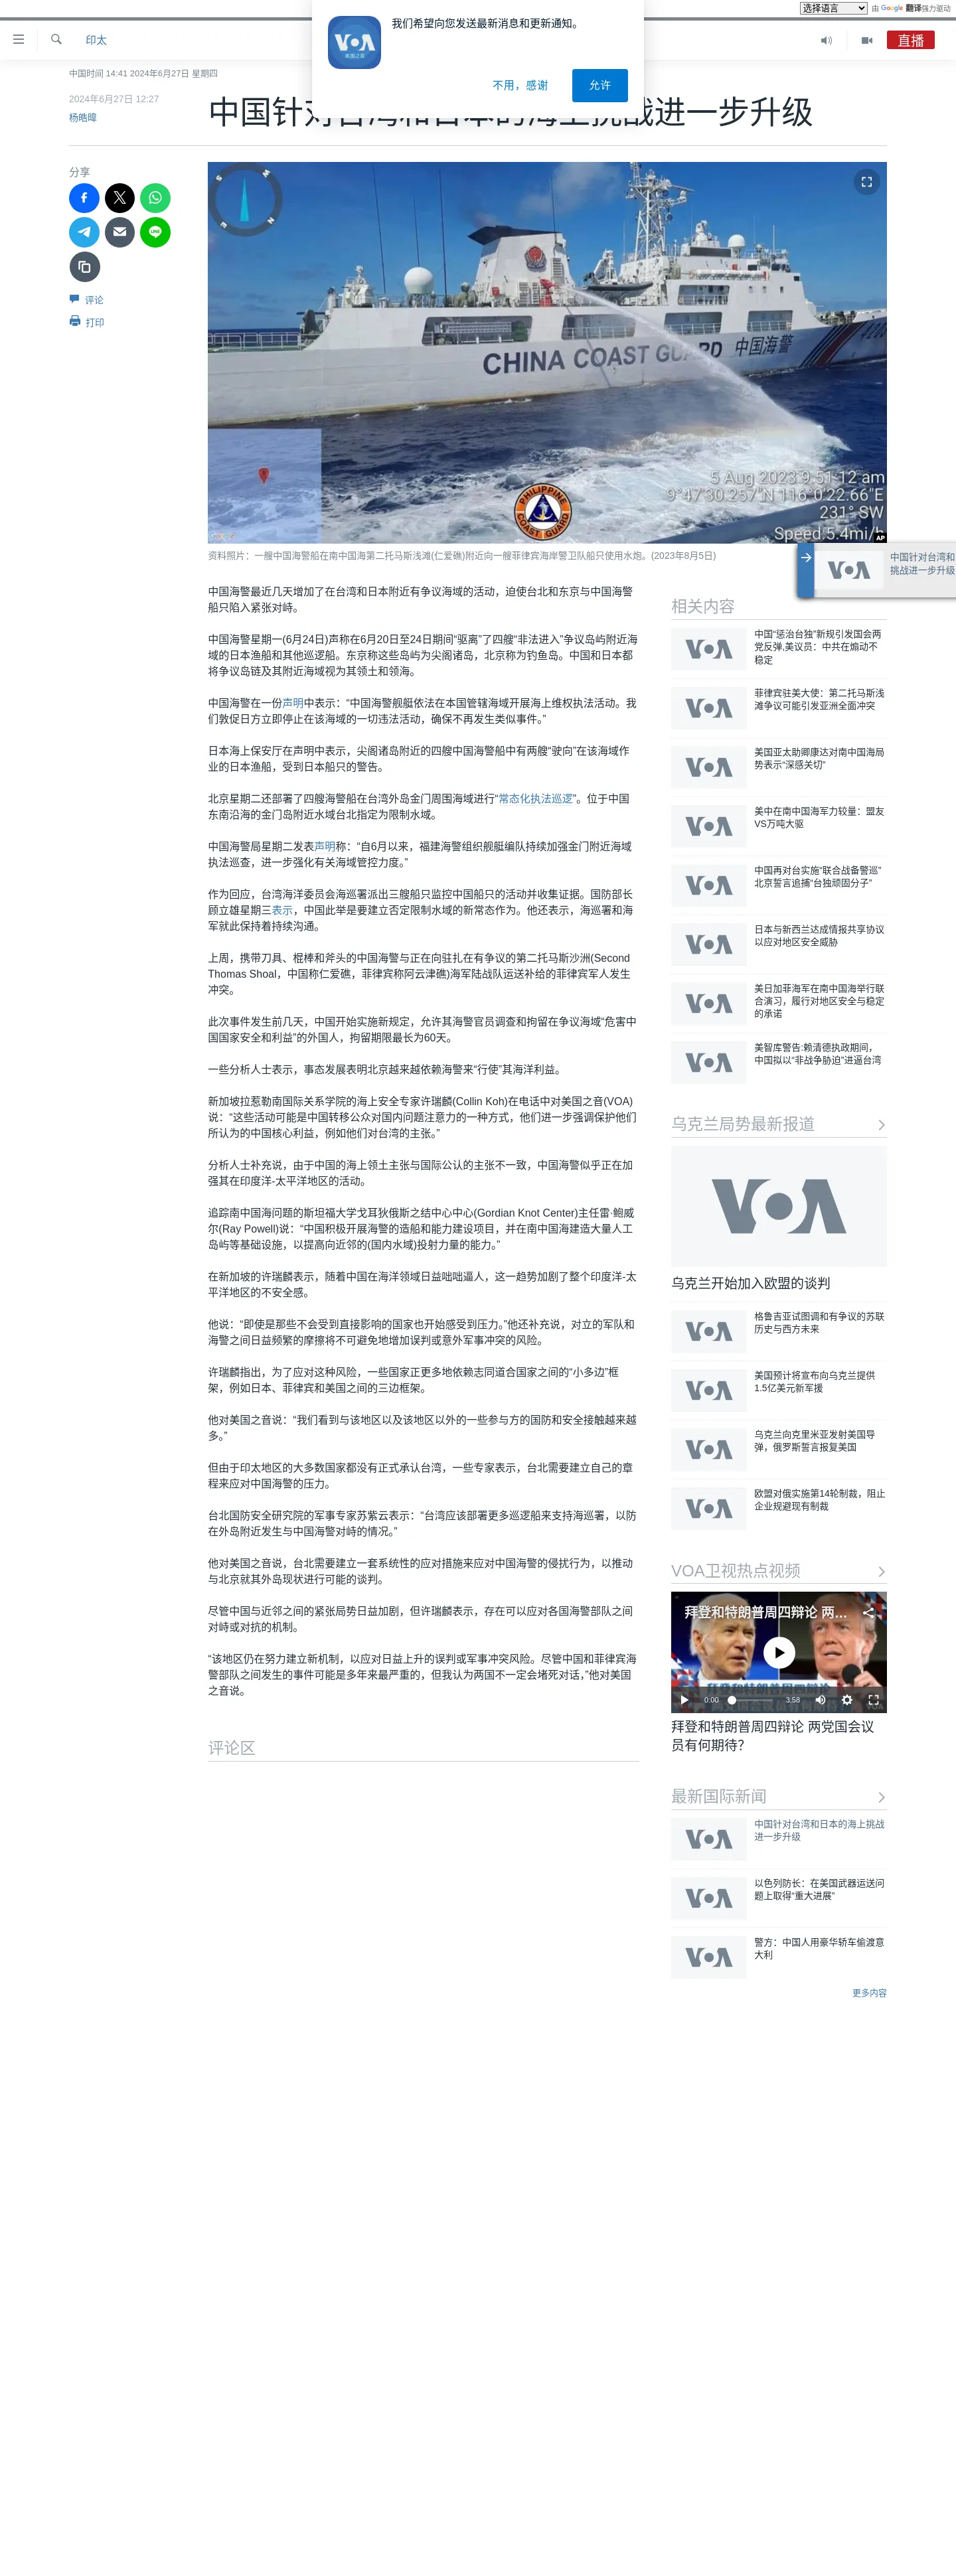 选择语言
由 Google 翻译强力驱动
印太
直播
VOA
美国之音
我们希望向您发送最新消息和更新通知。
不用，感谢
允许
中国时间 14:41 2024年6月27日 星期四
中国针对台湾和日本的海上挑战进一步升级
2024年6月27日 12:27
杨皓暐
分享
评论
打印
CHINA COAST GUARD 中国海警
PHILIPPINE
COAST GUARD
5 Aug 2023 9:51:12 am
9°47'30.257"N 116°0'22.66"E
231° SW
Speed:5.4mi/h
AP
资料照片：一艘中国海警船在南中国海第二托马斯浅滩(仁爱礁)附近向一艘菲律宾海岸警卫队船只使用水炮。(2023年8月5日)
VOA
中国针对台湾和
挑战进一步升级
中国海警最近几天增加了在台湾和日本附近有争议海域的活动，迫使台北和东京与中国海警
船只陷入紧张对峙。
中国海警星期一(6月24日)声称在6月20日至24日期间“驱离”了四艘“非法进入”争议岛屿附近海
域的日本渔船和其他巡逻船。东京称这些岛屿为尖阁诸岛，北京称为钓鱼岛。中国和日本都
将争议岛链及其附近海域视为其领土和领海。
中国海警在一份声明中表示：“中国海警舰艇依法在本国管辖海域开展海上维权执法活动。我
们敦促日方立即停止在该海域的一切违法活动，确保不再发生类似事件。”
日本海上保安厅在声明中表示，尖阁诸岛附近的四艘中国海警船中有两艘“驶向”在该海域作
业的日本渔船，受到日本船只的警告。
北京星期二还部署了四艘海警船在台湾外岛金门周围海域进行“常态化执法巡逻”。位于中国
东南沿海的金门岛附近水域台北指定为限制水域。
中国海警局星期二发表声明称：“自6月以来，福建海警组织舰艇编队持续加强金门附近海域
执法巡查，进一步强化有关海域管控力度。”
作为回应，台湾海洋委员会海巡署派出三艘船只监控中国船只的活动并收集证据。国防部长
顾立雄星期三表示，中国此举是要建立否定限制水域的新常态作为。他还表示，海巡署和海
军就此保持着持续沟通。
上周，携带刀具、棍棒和斧头的中国海警与正在向驻扎在有争议的第二托马斯沙洲(Second
Thomas Shoal，中国称仁爱礁，菲律宾称阿云津礁)海军陆战队运送补给的菲律宾军人发生
冲突。
此次事件发生前几天，中国开始实施新规定，允许其海警官员调查和拘留在争议海域“危害中
国国家安全和利益”的外国人，拘留期限最长为60天。
一些分析人士表示，事态发展表明北京越来越依赖海警来“行使”其海洋利益。
新加坡拉惹勒南国际关系学院的海上安全专家许瑞麟(Collin Koh)在电话中对美国之音(VOA)
说：“这些活动可能是中国转移公众对国内问题注意力的一种方式，他们进一步强调保护他们
所认为的中国核心利益，例如他们对台湾的主张。”
分析人士补充说，由于中国的海上领土主张与国际公认的主张不一致，中国海警似乎正在加
强其在印度洋-太平洋地区的活动。
追踪南中国海问题的斯坦福大学戈耳狄俄斯之结中心中心(Gordian Knot Center)主任雷·鲍威
尔(Ray Powell)说：“中国积极开展海警的造船和能力建设项目，并在南中国海建造大量人工
岛屿等基础设施，以提高向近邻的(国内水域)投射力量的能力。”
在新加坡的许瑞麟表示，随着中国在海洋领域日益咄咄逼人，这一趋势加剧了整个印度洋-太
平洋地区的不安全感。
他说：“即使是那些不会受到直接影响的国家也开始感受到压力。”他还补充说，对立的军队和
海警之间日益频繁的摩擦将不可避免地增加误判或意外军事冲突的风险。
许瑞麟指出，为了应对这种风险，一些国家正更多地依赖志同道合国家之间的“小多边”框
架，例如日本、菲律宾和美国之间的三边框架。
他对美国之音说：“我们看到与该地区以及该地区以外的一些参与方的国防和安全接触越来越
多。”
但由于印太地区的大多数国家都没有正式承认台湾，一些专家表示，台北需要建立自己的章
程来应对中国海警的压力。
台北国防安全研究院的军事专家苏紫云表示：“台湾应该部署更多巡逻船来支持海巡署，以防
在外岛附近发生与中国海警对峙的情况。”
他对美国之音说，台北需要建立一套系统性的应对措施来应对中国海警的侵扰行为，以推动
与北京就其外岛现状进行可能的谈判。
尽管中国与近邻之间的紧张局势日益加剧，但许瑞麟表示，存在可以应对各国海警部队之间
对峙或对抗的机制。
“该地区仍在努力建立新机制，以应对日益上升的误判或军事冲突风险。尽管中国和菲律宾海
警部队之间发生的事件可能是多年来最严重的，但我认为两国不一定会堵死对话，”他对美国
之音说。
评论区
相关内容
VOA
中国“惩治台独”新规引发国会两
党反弹,美议员：中共在煽动不
稳定
VOA
菲律宾驻美大使：第二托马斯浅
滩争议可能引发亚洲全面冲突
VOA
美国亚太助卿康达对南中国海局
势表示“深感关切”
VOA
美中在南中国海军力较量：盟友
VS万吨大驱
VOA
中国再对台实施“联合战备警巡”
北京誓言追捕“台独顽固分子”
VOA
日本与新西兰达成情报共享协议
以应对地区安全威胁
VOA
美日加菲海军在南中国海举行联
合演习，履行对地区安全与稳定
的承诺
VOA
美智库警告:赖清德执政期间，
中国拟以“非战争胁迫”进逼台湾
乌克兰局势最新报道
VOA
乌克兰开始加入欧盟的谈判
VOA
格鲁吉亚试图调和有争议的苏联
历史与西方未来
VOA
美国预计将宣布向乌克兰提供
1.5亿美元新军援
VOA
乌克兰向克里米亚发射美国导
弹，俄罗斯誓言报复美国
VOA
欧盟对俄实施第14轮制裁，阻止
企业规避现有制裁
VOA卫视热点视频
拜登和特朗普周四辩论 两...
拜登和特朗普周四辩论
0:00
3:58
拜登和特朗普周四辩论 两党国会议
员有何期待？
最新国际新闻
VOA
中国针对台湾和日本的海上挑战
进一步升级
VOA
以色列防长：在美国武器运送问
题上取得“重大进展”
VOA
警方：中国人用豪华轿车偷渡意
大利
更多内容